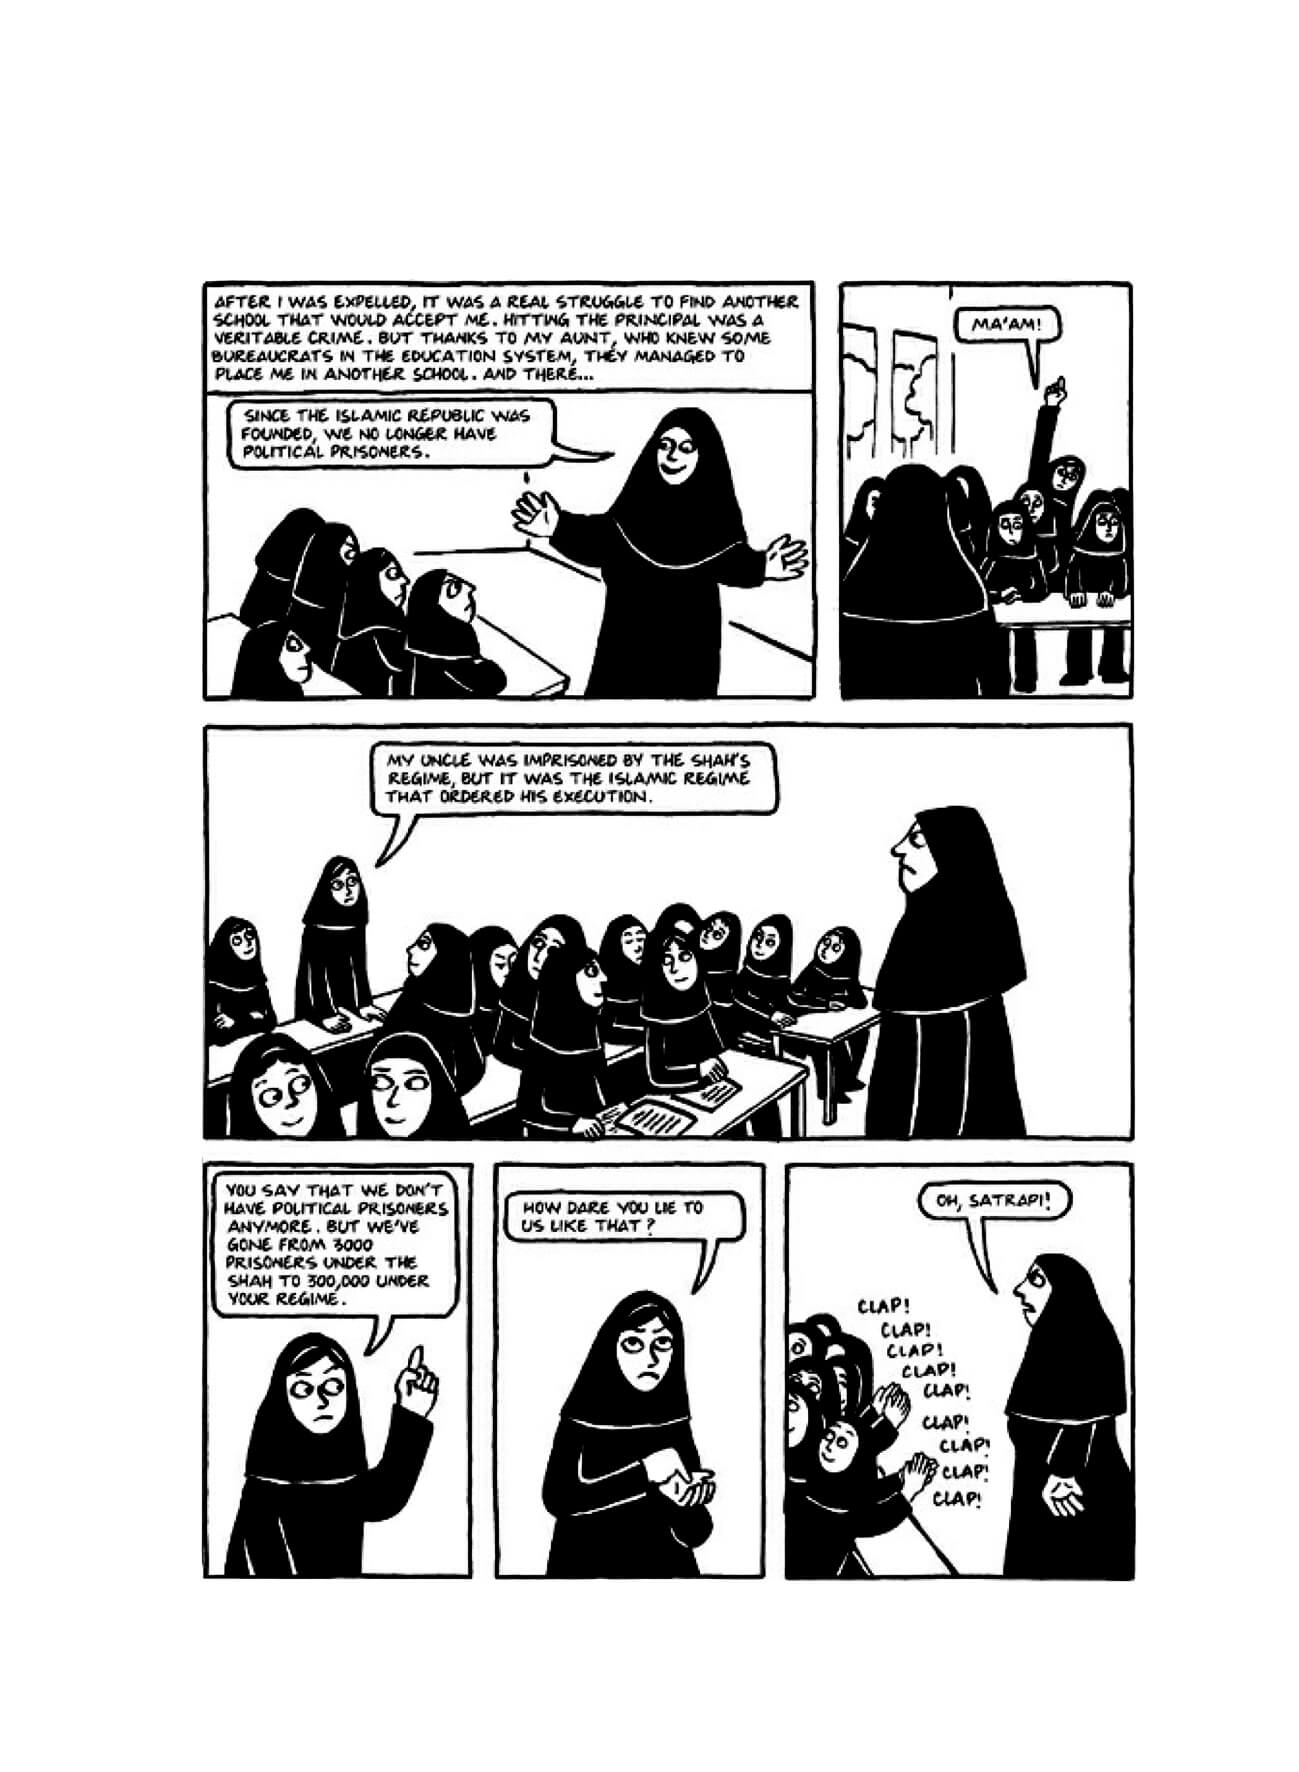 AFTER I WAS EXPELLED, IT WAS A REAL STRUGGLE TO FIND ANOTHER
SCHOOL THAT WOULD ACCEPT ME. HITTING THE PRINCIPAL WAS A
VERITABLE CRIME. BUT THANKS TO MY AUNT, WHO KNEW SOME
BUREAUCRATS IN THE EDUCATION SYSTEM, THEY MANAGED TO
PLACE ME IN ANOTHER SCHOOL. AND THERE...
SINCE THE ISLAMIC REPUBLIC WAS
FOUNDED, WE NO LONGER HAVE
POLITICAL PRISONERS.
MA'AM!
MY UNCLE WAS IMPRISONED BY THE SHAH'S
REGIME, BUT IT WAS THE ISLAMIC REGIME
THAT ORDERED HIS EXECUTION.
YOU SAY THAT WE DON'T
HAVE POLITICAL PRISONERS
ANYMORE. BUT WE'VE
GONE FROM 3000
PRISONERS UNDER THE
SHAH TO 300,000 UNDER
YOUR REGIME.
HOW DARE YOU LIE TO
US LIKE THAT?
OH, SATRAPI!
CLAP!
CLAP!
CLAP!
CLAP!
CLAP!
CLAP!
CLAP!
CLAP!
CLAP!